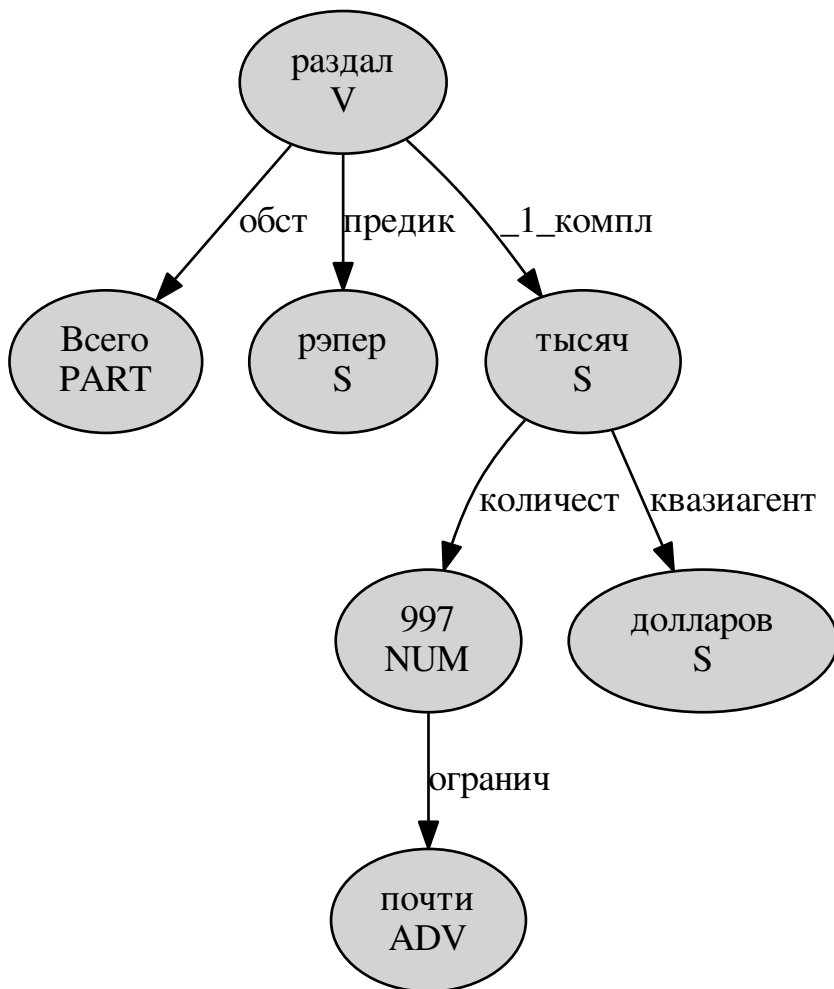 раздал
V
обст
предик
_1_компл
Всего
PART
рэпер
S
тысяч
S
количест
квазиагент
997
NUM
долларов
S
огранич
почти
ADV